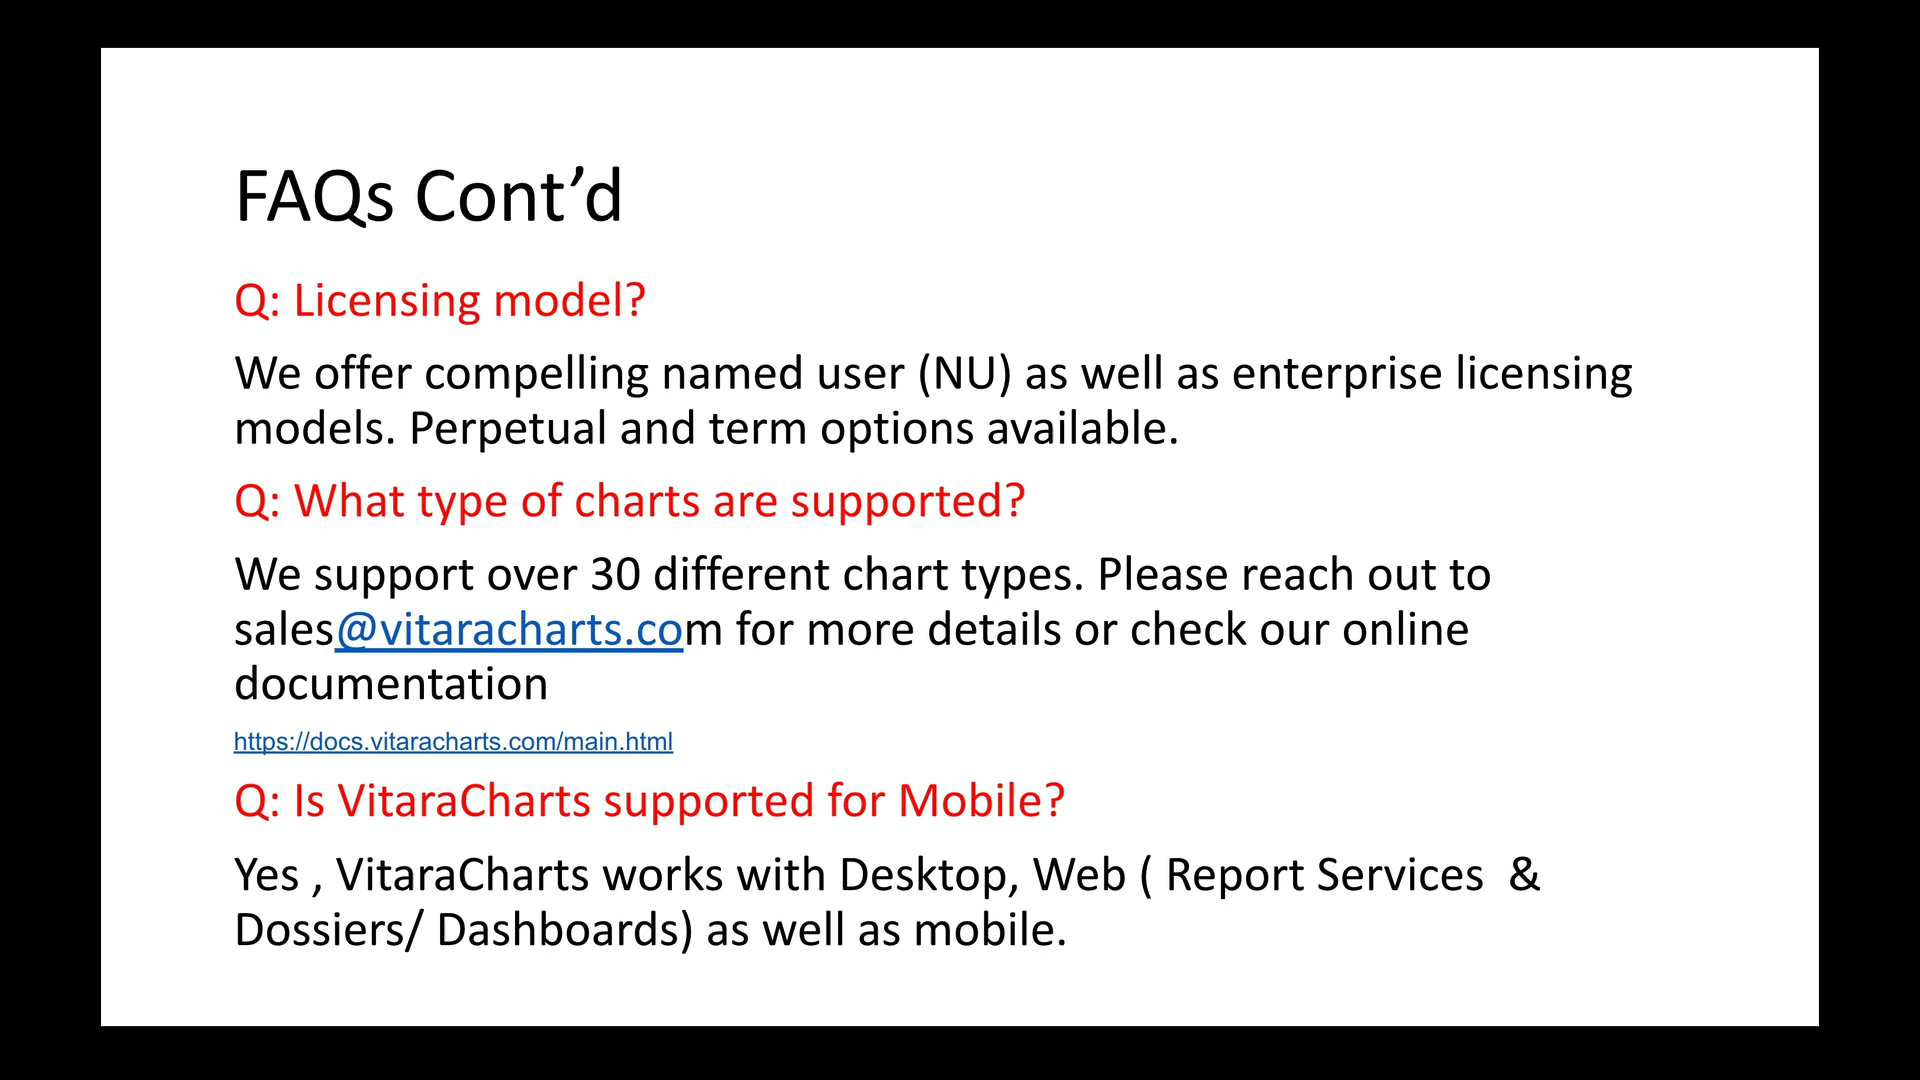 FAQs Cont’d
Q: Licensing model?
We offer compelling named user (NU) as well as enterprise licensing
models. Perpetual and term options available.
Q: What type of charts are supported?
We support over 30 different chart types. Please reach out to
sales@vitaracharts.com for more details or check our online
documentation
https://docs.vitaracharts.com/main.html
Q: Is VitaraCharts supported for Mobile?
Yes , VitaraCharts works with Desktop, Web ( Report Services  &
Dossiers/ Dashboards) as well as mobile.